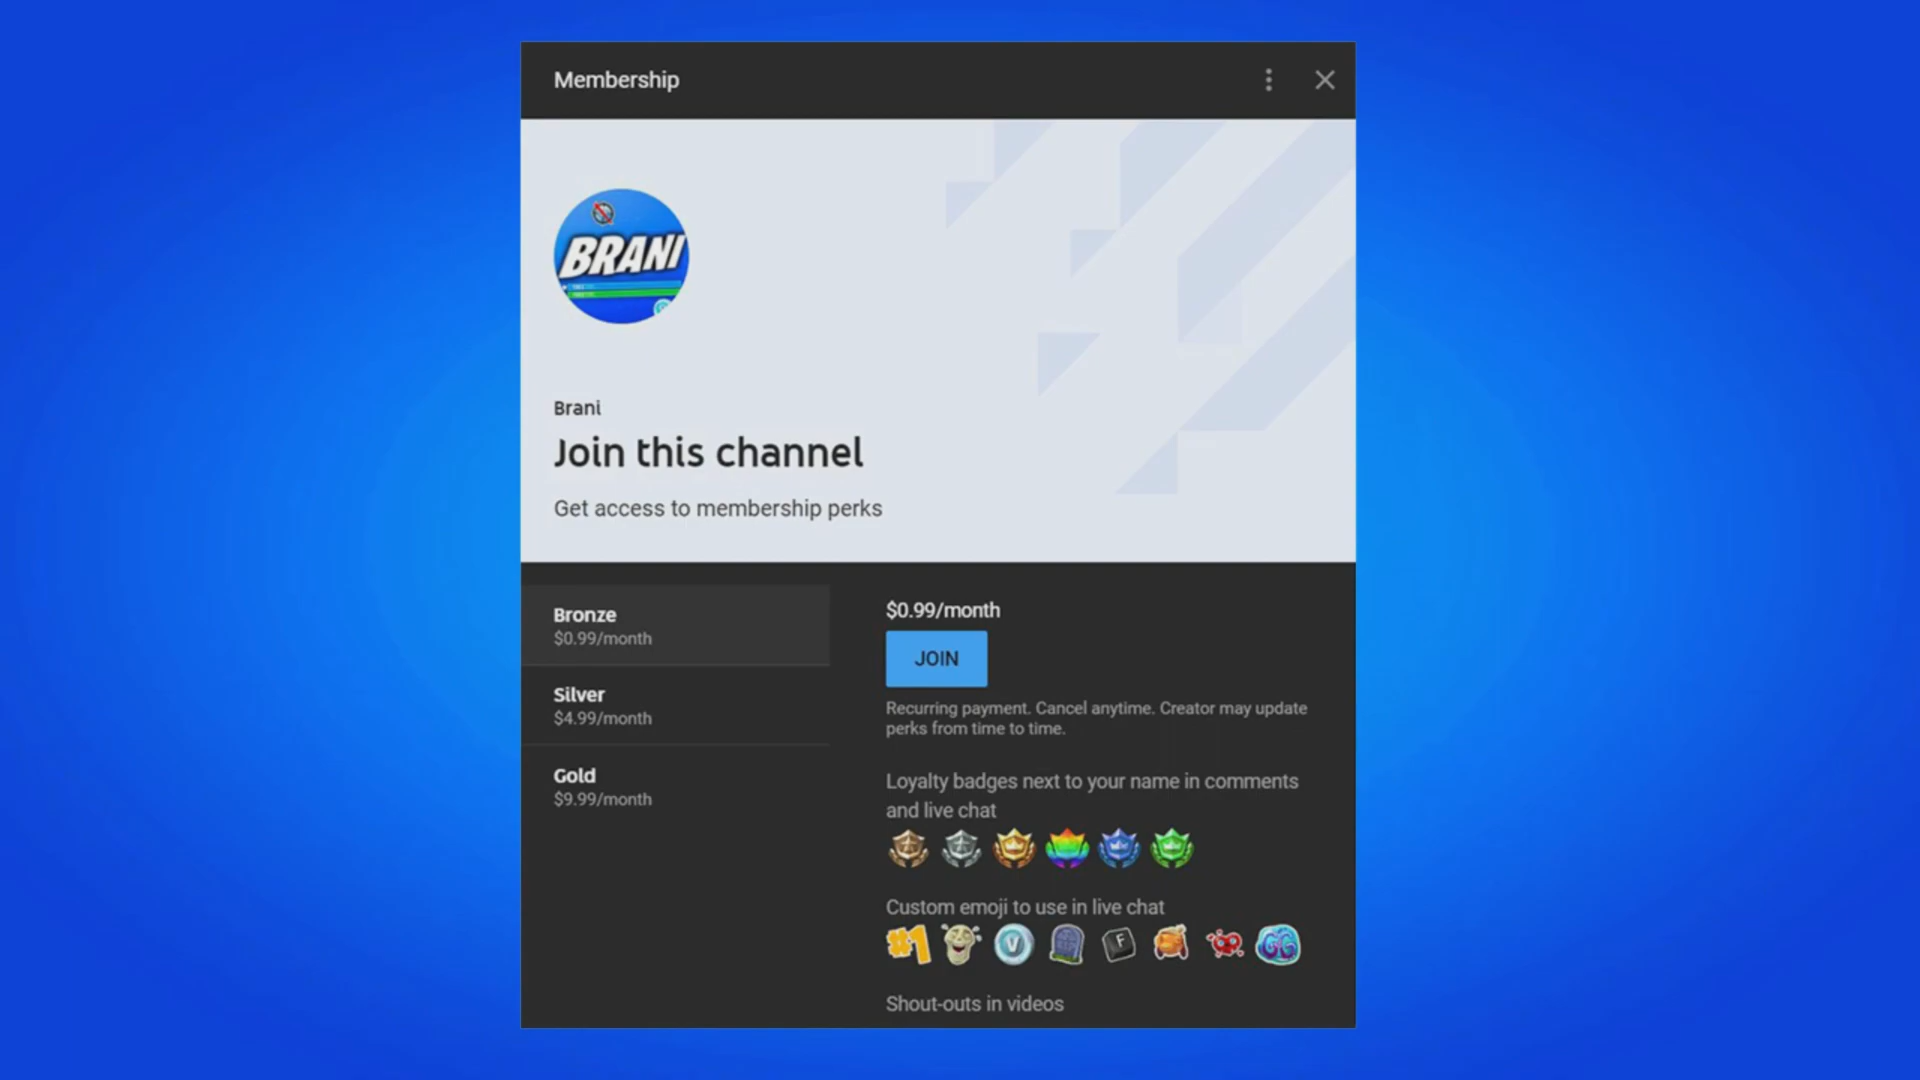 Membership
BRANI
Brani
Join this channel
Get access to membership perks
Bronze
$0.99/month
Silver
$4.99/month
Gold
$9.99/month
$0.99/month
JOIN
Recurring payment. Cancel anytime. Creator may update
perks from time to time.
Loyalty badges next to your name in comments
and live chat
Custom emoji to use in live chat
#1 V F GG
Shout-outs in videos